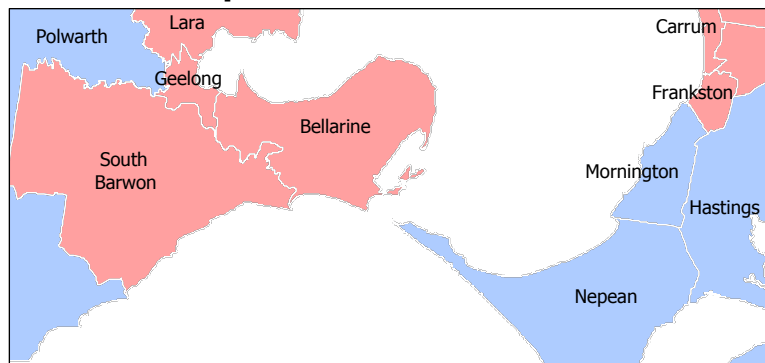 Lara
Carrum
Polwarth
Geelong
Frankston
Bellarine
South
Barwon
Mornington
Hastings
Nepean